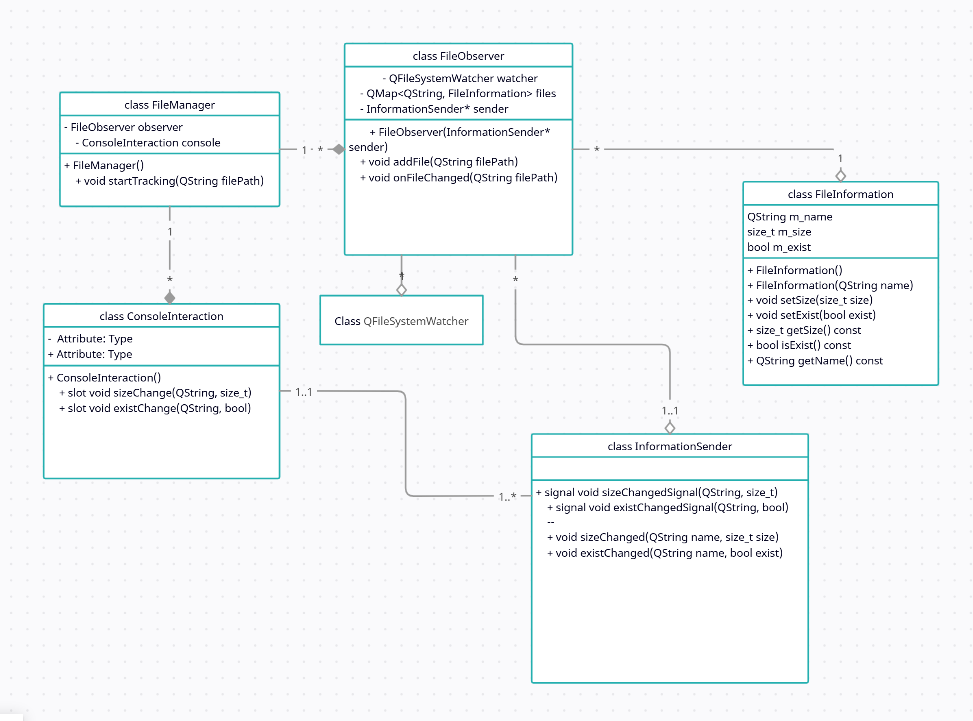 class FileObserver
- QFileSystemWatcher watcher
- QMap<QString, FileInformation> files
- InformationSender* sender
+ FileObserver(InformationSender*
sender)
+ void addFile(QString filePath)
+ void onFileChanged(QString filePath)
class FileManager
- FileObserver observer
- ConsoleInteraction console
+ FileManager()
+ void startTracking(QString filePath)
1
*
*
1
1
*
class FileInformation
QString m_name
size_t m_size
bool m_exist
+ FileInformation()
+ FileInformation(QString name)
+ void setSize(size_t size)
+ void setExist(bool exist)
+ size_t getSize() const
+ bool isExist() const
+ QString getName() const
*
Class QFileSystemWatcher
*
1..1
class ConsoleInteraction
- Attribute: Type
+ Attribute: Type
+ ConsoleInteraction()
+ slot void sizeChange(QString, size_t)
+ slot void existChange(QString, bool)
1..1
1..*
class InformationSender
+ signal void sizeChangedSignal(QString, size_t)
+ signal void existChangedSignal(QString, bool)
--
+ void sizeChanged(QString name, size_t size)
+ void existChanged(QString name, bool exist)